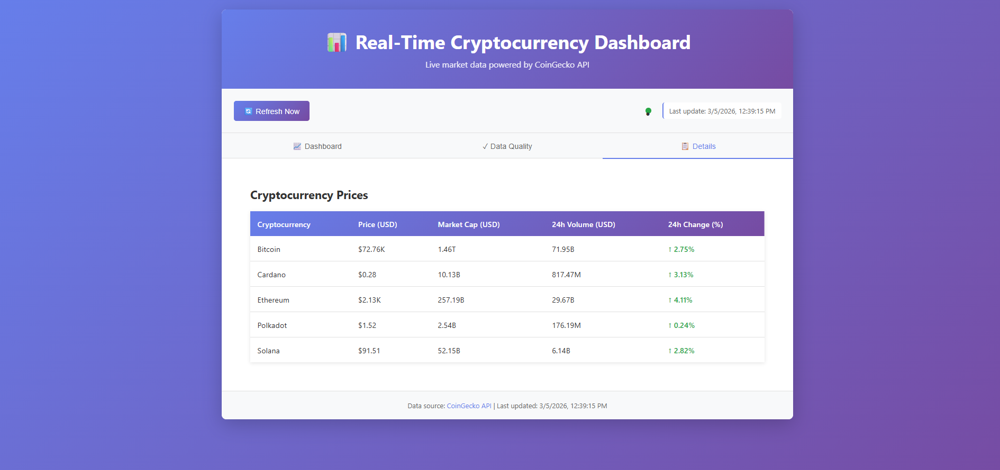 Real-Time Cryptocurrency Dashboard
Live market data powered by CoinGecko API
Refresh Now
Last update: 3/5/2026, 12:39:15 PM
Dashboard
✓ Data Quality
Details
Cryptocurrency Prices
Cryptocurrency Price (USD) Market Cap (USD) 24h Volume (USD) 24h Change (%)
Bitcoin $72.76K 1.46T 71.95B ↑ 2.75%
Cardano $0.28 10.13B 817.47M ↑ 3.13%
Ethereum $2.13K 257.19B 29.67B ↑ 4.11%
Polkadot $1.52 2.54B 176.19M ↑ 0.24%
Solana $91.51 52.15B 6.14B ↑ 2.82%
Data source: CoinGecko API | Last updated: 3/5/2026, 12:39:15 PM